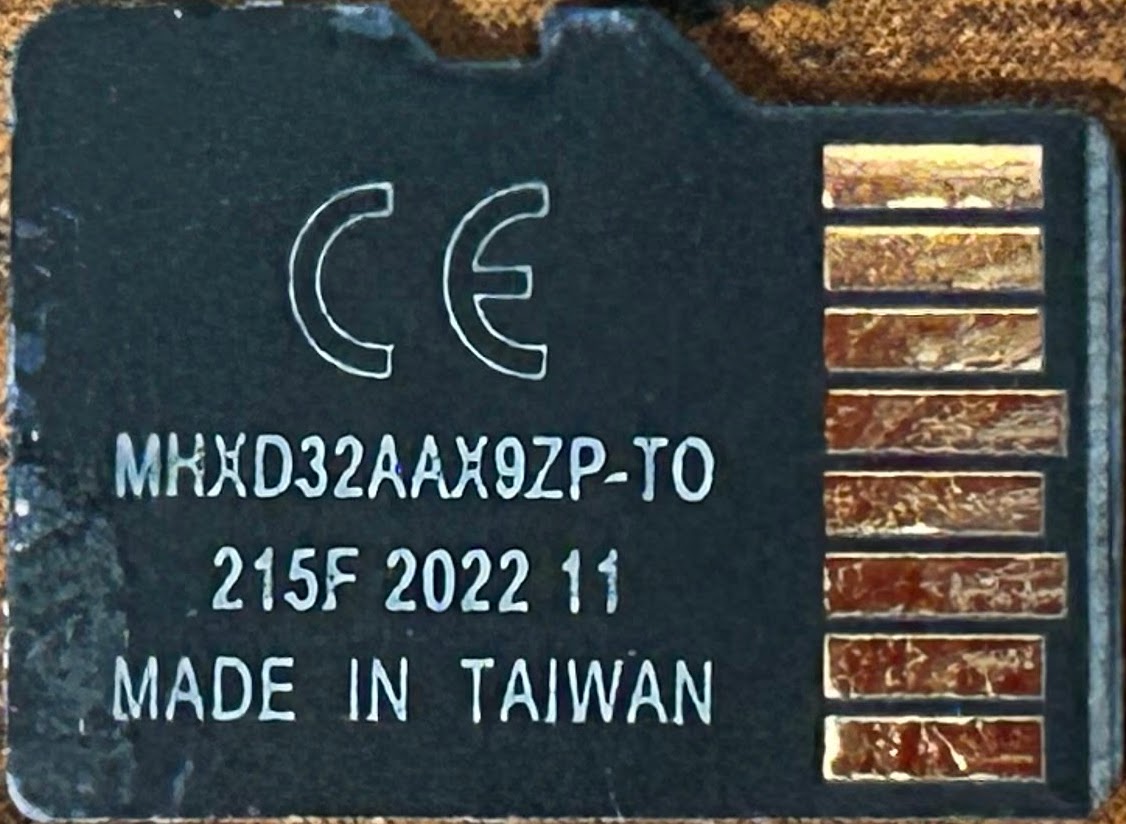 CE
MHXD32AAX9ZP-TO
215F 2022 11
MADE IN TAIWAN